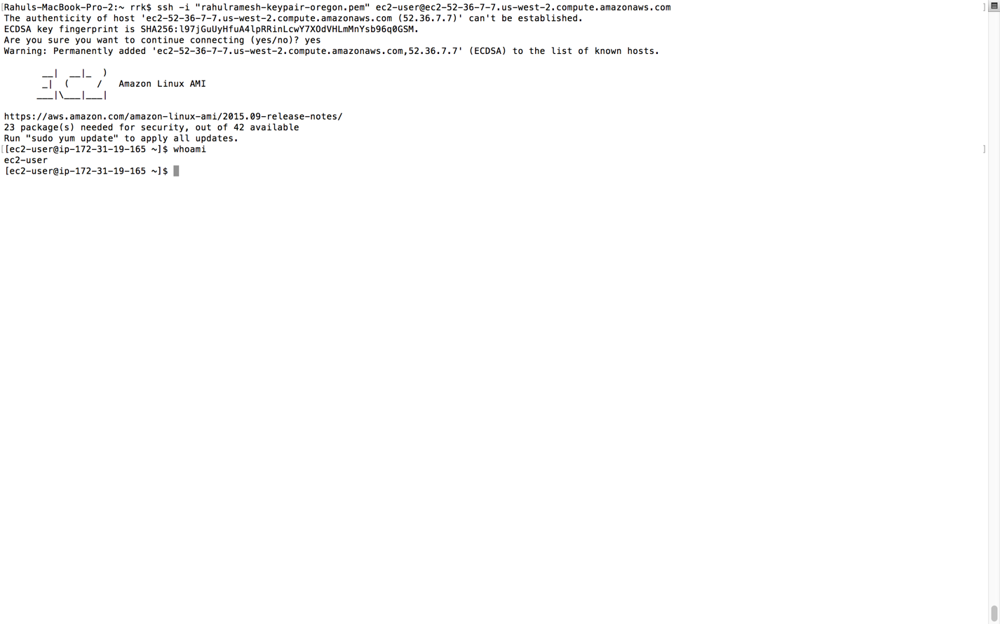 [Rahuls-MacBook-Pro-2:~ rrk$ ssh -i "rahulramesh-keypair-oregon.pem" ec2-user@ec2-52-36-7-7.us-west-2.compute.amazonaws.com ]
The authenticity of host 'ec2-52-36-7-7.us-west-2.compute.amazonaws.com (52.36.7.7)' can't be established.
ECDSA key fingerprint is SHA256:l97jGuUyHfuA4lpRRinLcwY7XOdVHLmMnYsb96q0GSM.
Are you sure you want to continue connecting (yes/no)? yes
Warning: Permanently added 'ec2-52-36-7-7.us-west-2.compute.amazonaws.com,52.36.7.7' (ECDSA) to the list of known hosts.

       __|  __|_  )
       _|  (     /   Amazon Linux AMI
      ___|\___|___|

https://aws.amazon.com/amazon-linux-ami/2015.09-release-notes/
23 package(s) needed for security, out of 42 available
Run "sudo yum update" to apply all updates.
[[ec2-user@ip-172-31-19-165 ~]$ whoami ]
ec2-user
[ec2-user@ip-172-31-19-165 ~]$